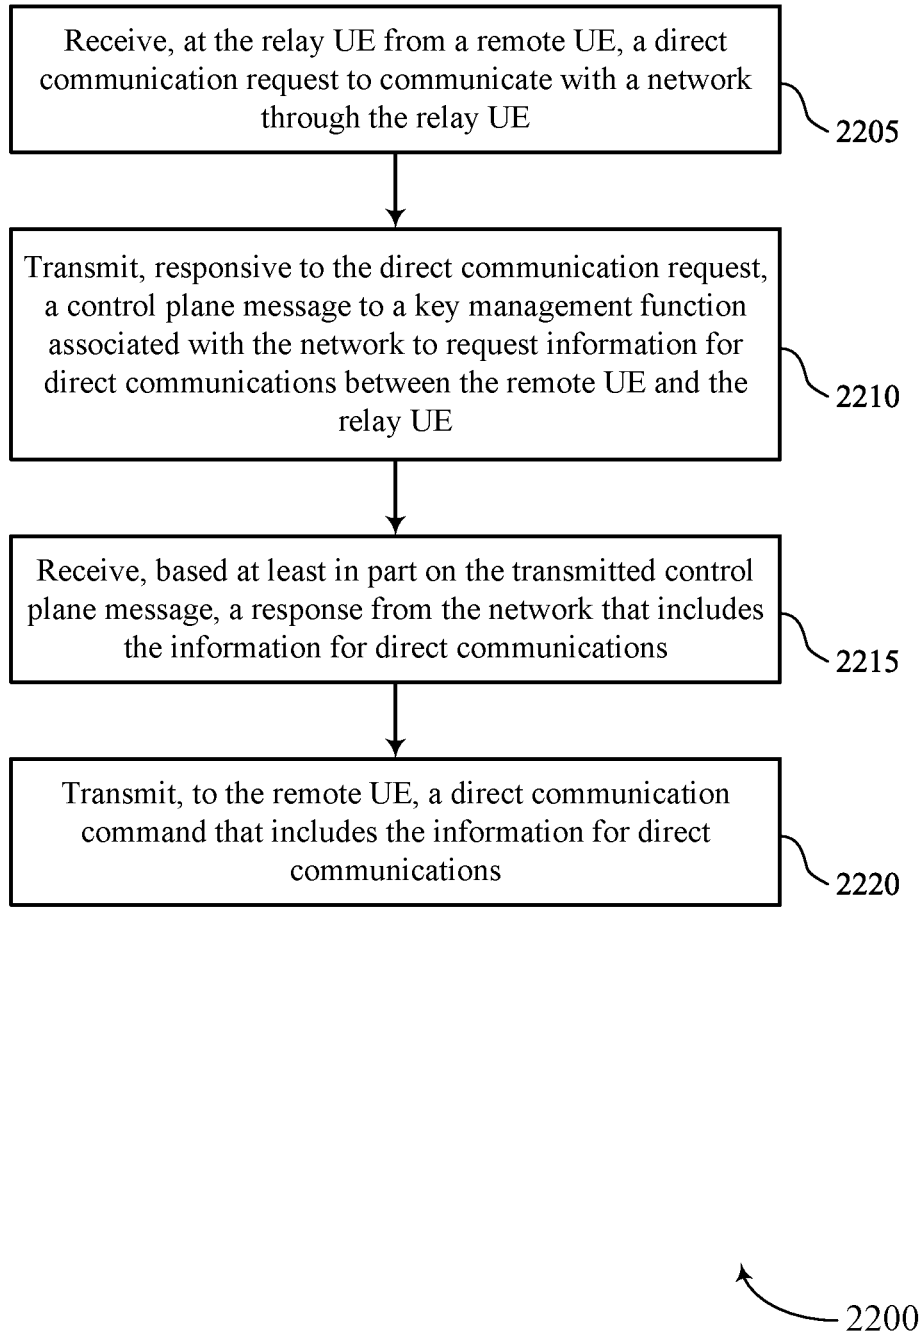 Receive, at the relay UE from a remote UE, a direct
communication request to communicate with a network
through the relay UE
2205
Transmit, responsive to the direct communication request,
a control plane message to a key management function
associated with the network to request information for
direct communications between the remote UE and the
relay UE
2210
Receive, based at least in part on the transmitted control
plane message, a response from the network that includes
the information for direct communications
2215
Transmit, to the remote UE, a direct communication
command that includes the information for direct
communications
2220
2200